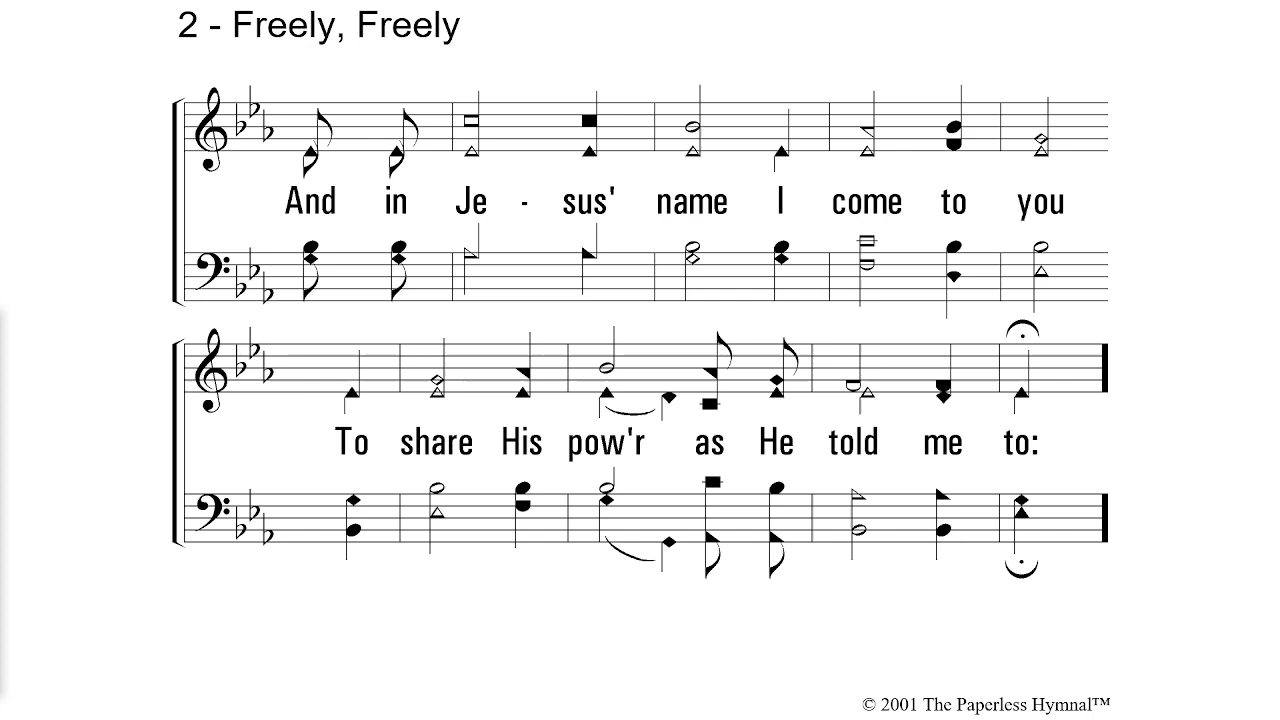 2 - Freely, Freely
And in Je - sus' name I come to you
To share His pow'r as He told me to:
© 2001 The Paperless Hymnal™